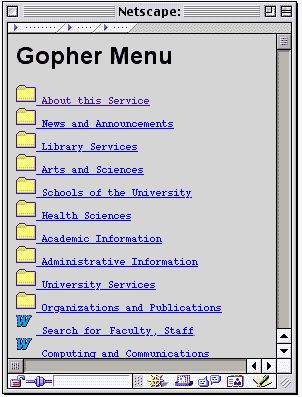 Netscape:
Gopher Menu
About this Service
News and Announcements
Library Services
Arts and Sciences
Schools of the University
Health Sciences
Academic Information
Administrative Information
University Services
Organizations and Publications
Search for Faculty, Staff
Computing and Communications